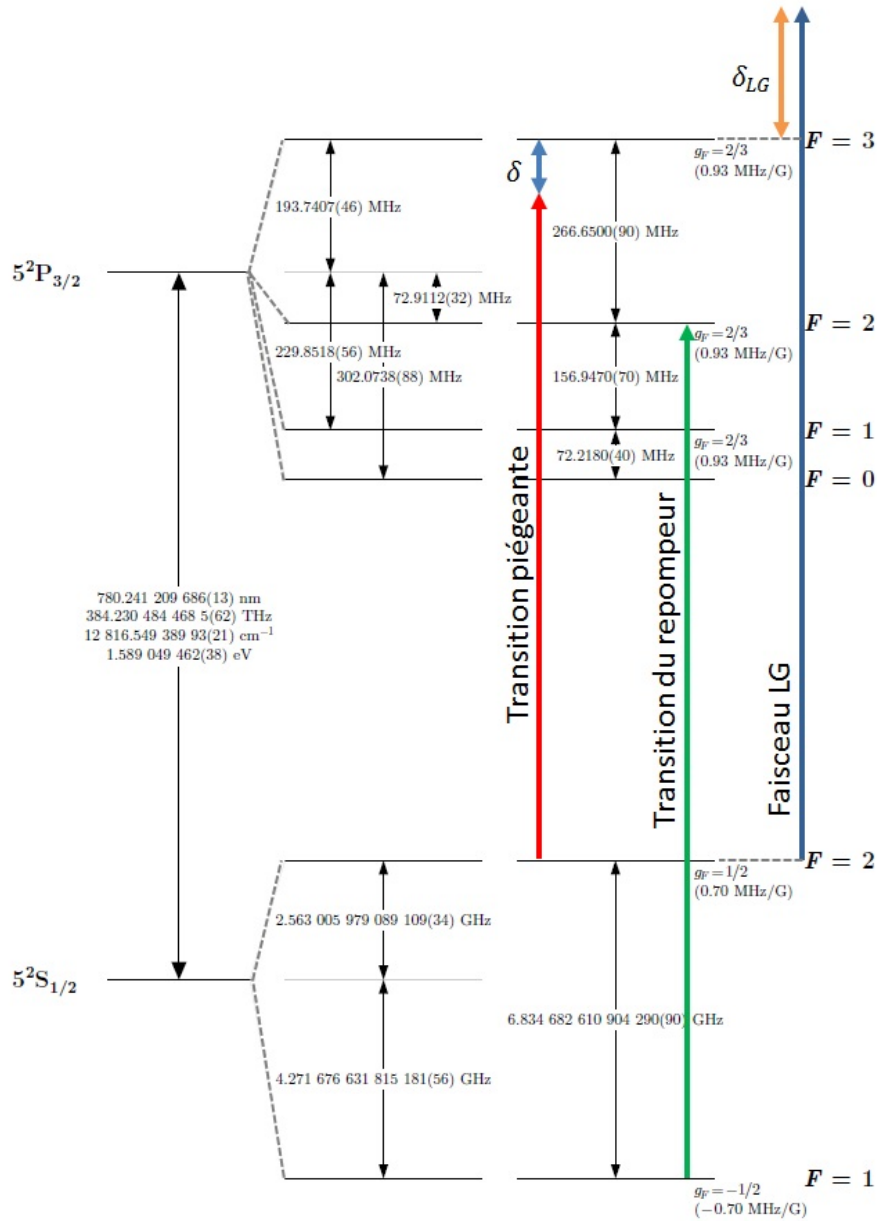 δ_LG
F = 3
g_F = 2/3
(0.93 MHz/G)
δ
193.7407(46) MHz
266.6500(90) MHz
5²P₃/₂
72.9112(32) MHz
F = 2
g_F = 2/3
(0.93 MHz/G)
229.8518(56) MHz
302.0738(88) MHz
156.9470(70) MHz
F = 1
g_F = 2/3
(0.93 MHz/G)
72.2180(40) MHz
F = 0
Transition piégeante
Transition du repompeur
Faisceau LG
780.241 209 686(13) nm
384.230 484 468 5(62) THz
12 816.549 389 93(21) cm⁻¹
1.589 049 462(38) eV
F = 2
g_F = 1/2
(0.70 MHz/G)
2.563 005 979 089 109(34) GHz
5²S₁/₂
6.834 682 610 904 290(90) GHz
4.271 676 631 815 181(56) GHz
F = 1
g_F = −1/2
(−0.70 MHz/G)